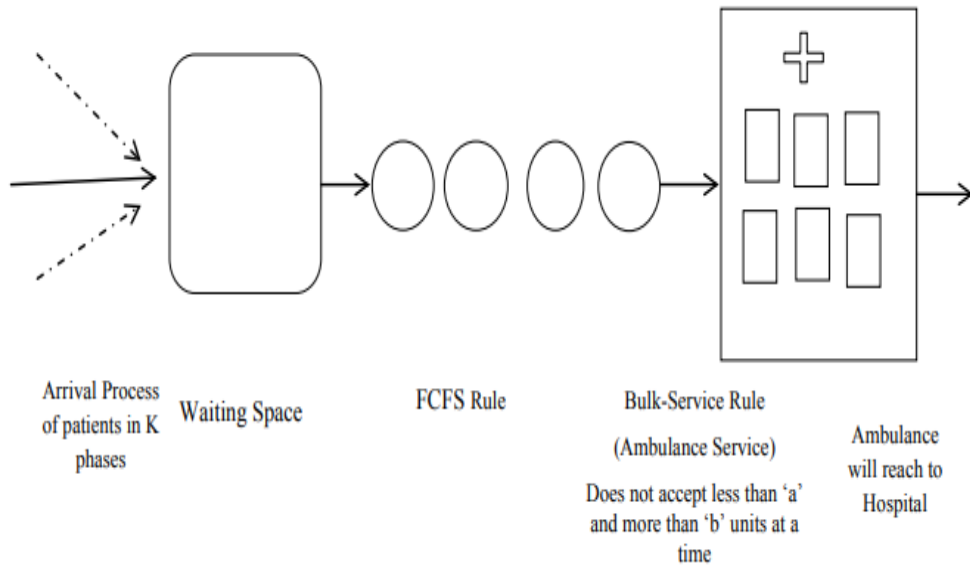 Arrival Process
of patients in K
phases
Waiting Space
FCFS Rule
Bulk-Service Rule
(Ambulance Service)
Does not accept less than ‘a’
and more than ‘b’ units at a
time
Ambulance
will reach to
Hospital